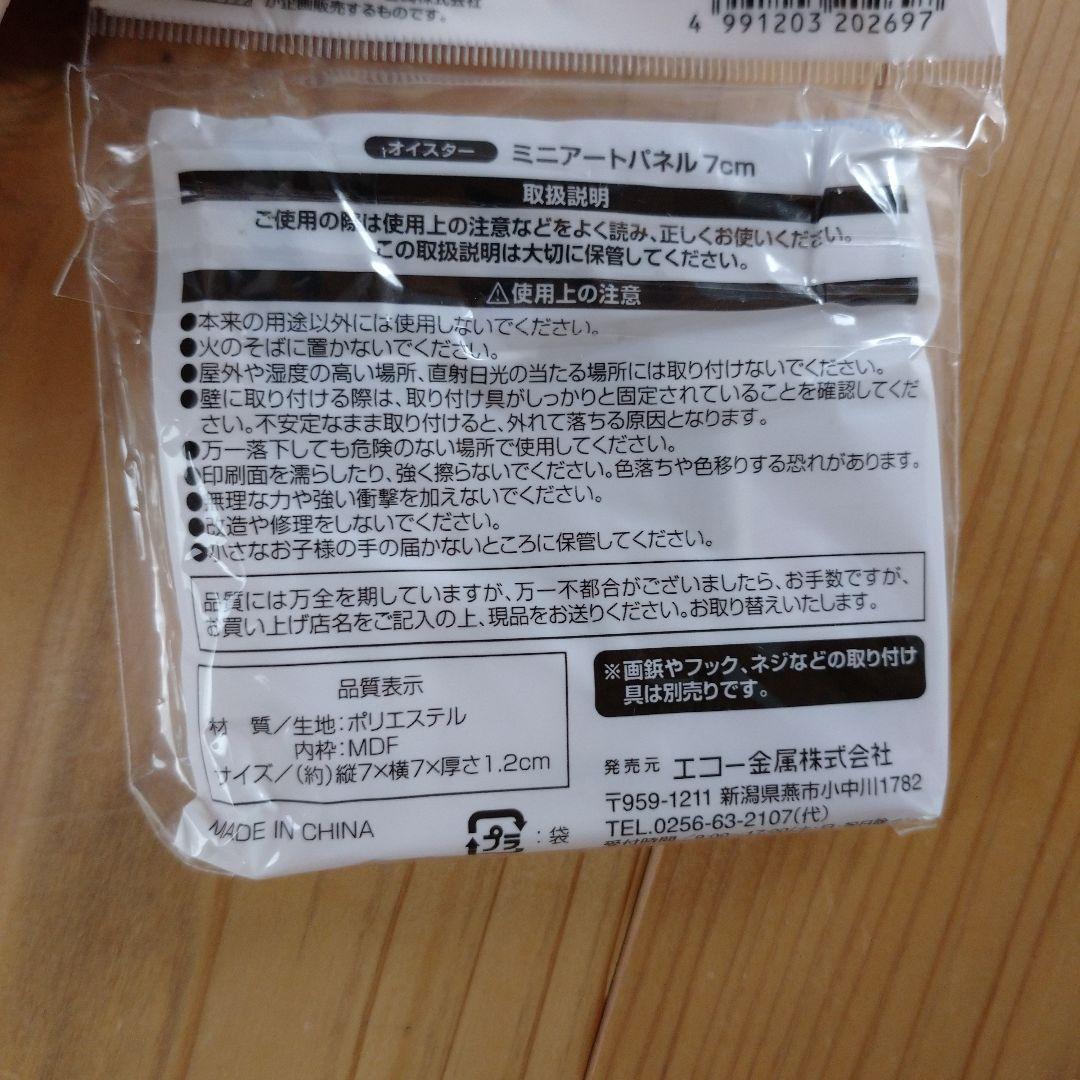 が企画販売するものです。
4 991203 202697
オイスター ミニアートパネル 7cm
取扱説明
ご使用の際は使用上の注意などをよく読み、正しくお使いください。
この取扱説明は大切に保管してください。
⚠使用上の注意
●本来の用途以外には使用しないでください。
●火のそばに置かないでください。
●屋外や湿度の高い場所、直射日光の当たる場所には取り付けないでください。
●壁に取り付ける際は、取り付け具がしっかりと固定されていることを確認してくだ
さい。不安定なまま取り付けると、外れて落ちる原因となります。
●万一落下しても危険のない場所で使用してください。
●印刷面を濡らしたり、強く擦らないでください。色落ちや色移りする恐れがあります。
●無理な力や強い衝撃を加えないでください。
●改造や修理をしないでください。
●小さなお子様の手の届かないところに保管してください。
品質には万全を期していますが、万一不都合がございましたら、お手数ですが、
お買い上げ店名をご記入の上、現品をお送りください。お取り替えいたします。
※画鋲やフック、ネジなどの取り付け
具は別売りです。
品質表示
材 質／生地：ポリエステル
内枠：MDF
サイズ／(約)縦7×横7×厚さ1.2cm
発売元 エコー金属株式会社
〒959-1211 新潟県燕市小中川1782
TEL.0256-63-2107(代)
MADE IN CHINA
プラ ：袋